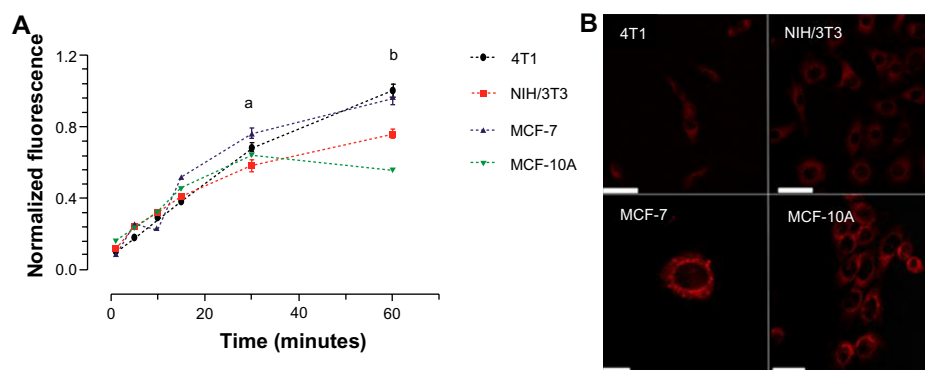 A
Normalized fluorescence
1.2
0.8
0.4
0.0
a
b
0
20
40
60
Time (minutes)
4T1
NIH/3T3
MCF-7
MCF-10A
B
4T1
NIH/3T3
MCF-7
MCF-10A